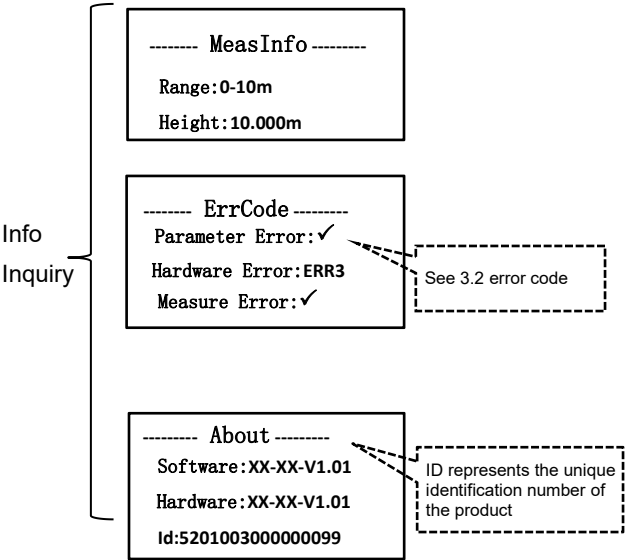 -------- MeasInfo ---------
Range:0-10m
Height:10.000m
Info
Inquiry
-------- ErrCode ---------
Parameter Error:✓
Hardware Error:ERR3
Measure Error:✓
See 3.2 error code
--------- About ---------
Software:XX-XX-V1.01
Hardware:XX-XX-V1.01
Id:5201003000000099
ID represents the unique
identification number of
the product